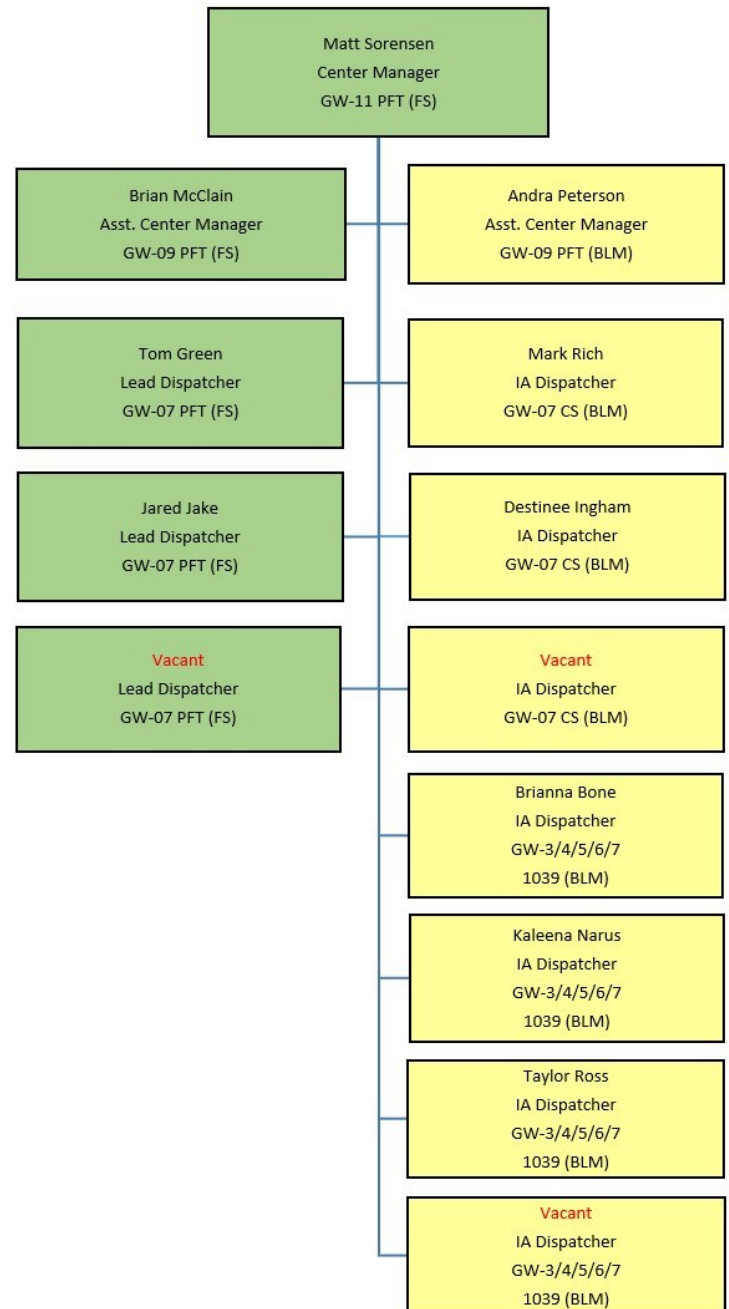 Matt Sorensen
Center Manager
GW-11 PFT (FS)
Brian McClain
Asst. Center Manager
GW-09 PFT (FS)
Andra Peterson
Asst. Center Manager
GW-09 PFT (BLM)
Tom Green
Lead Dispatcher
GW-07 PFT (FS)
Mark Rich
IA Dispatcher
GW-07 CS (BLM)
Jared Jake
Lead Dispatcher
GW-07 PFT (FS)
Destinee Ingham
IA Dispatcher
GW-07 CS (BLM)
Vacant
Lead Dispatcher
GW-07 PFT (FS)
Vacant
IA Dispatcher
GW-07 CS (BLM)
Brianna Bone
IA Dispatcher
GW-3/4/5/6/7
1039 (BLM)
Kaleena Narus
IA Dispatcher
GW-3/4/5/6/7
1039 (BLM)
Taylor Ross
IA Dispatcher
GW-3/4/5/6/7
1039 (BLM)
Vacant
IA Dispatcher
GW-3/4/5/6/7
1039 (BLM)